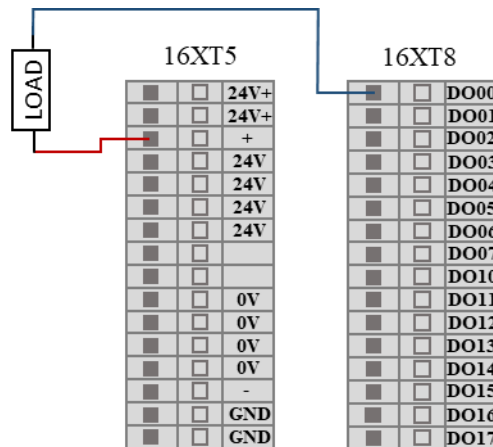 16XT5
16XT8
LOAD
24V+
24V+
+
24V
24V
24V
24V
0V
0V
0V
0V
-
GND
GND
DO00
DO01
DO02
DO03
DO04
DO05
DO06
DO07
DO10
DO11
DO12
DO13
DO14
DO15
DO16
DO17